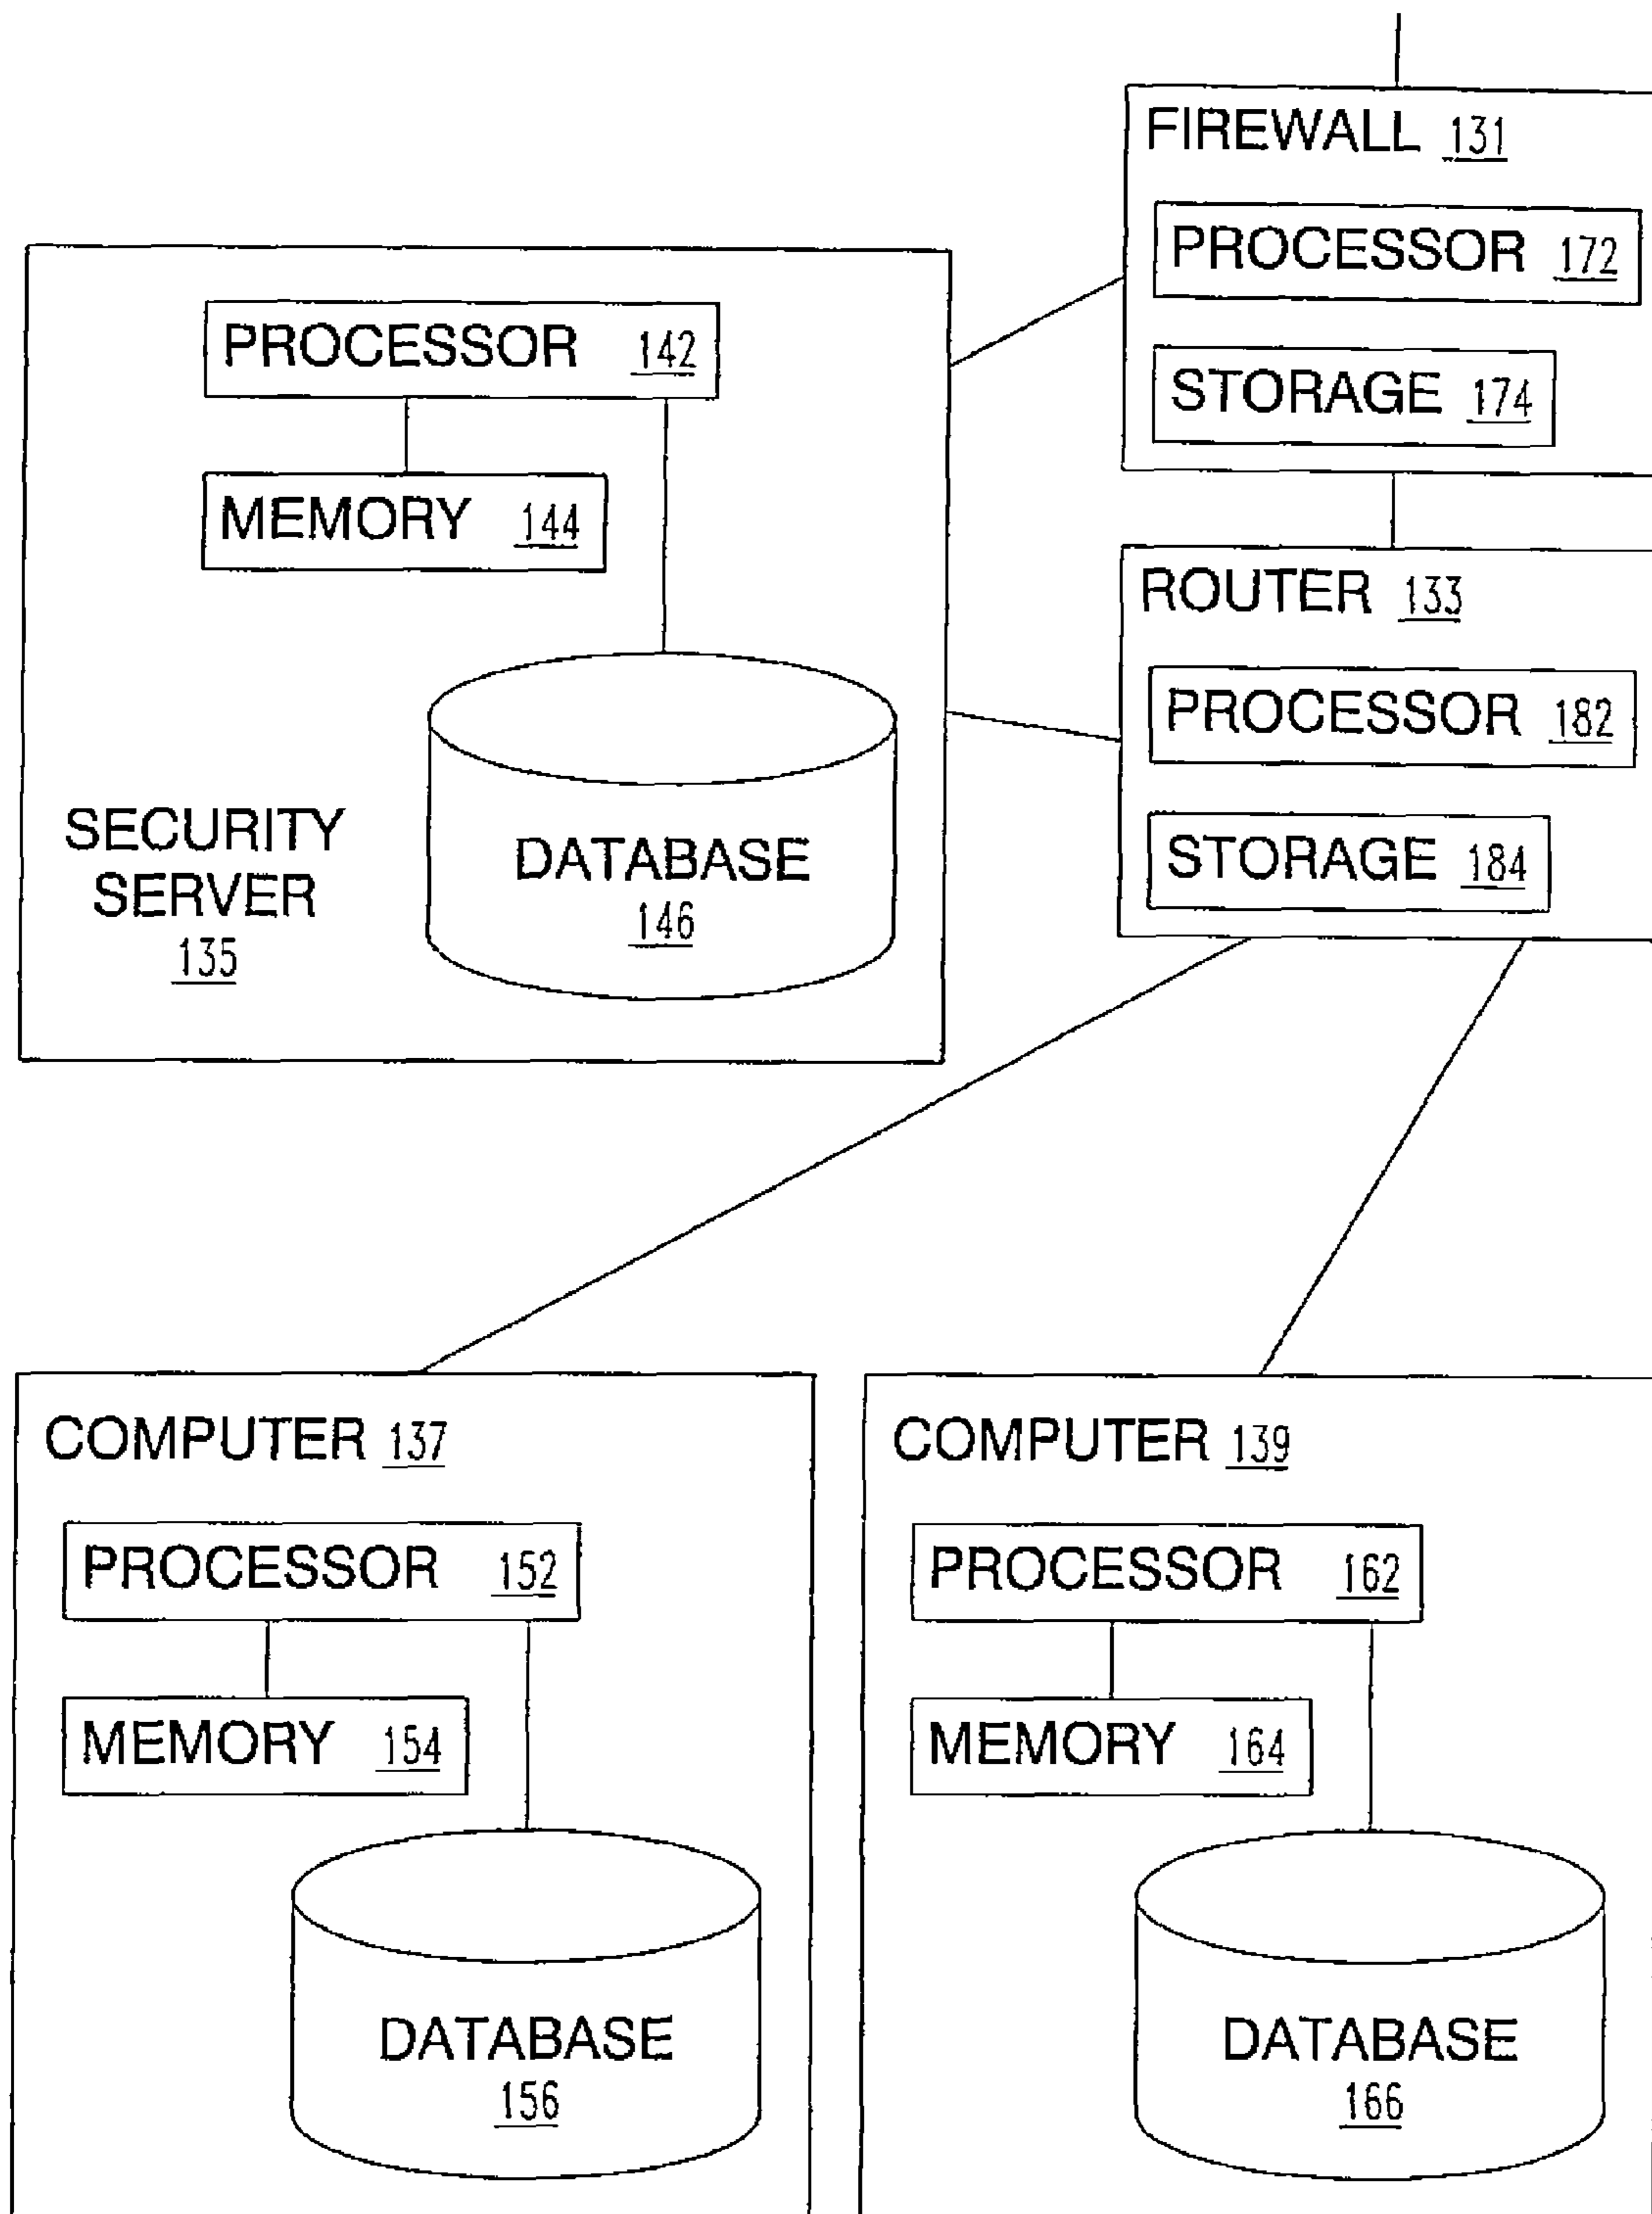 FIREWALL 131
PROCESSOR 172
STORAGE 174
PROCESSOR 142
MEMORY 144
DATABASE
146
SECURITY
SERVER
135
ROUTER 133
PROCESSOR 182
STORAGE 184
COMPUTER 137
PROCESSOR 152
MEMORY 154
DATABASE
156
COMPUTER 139
PROCESSOR 162
MEMORY 164
DATABASE
166